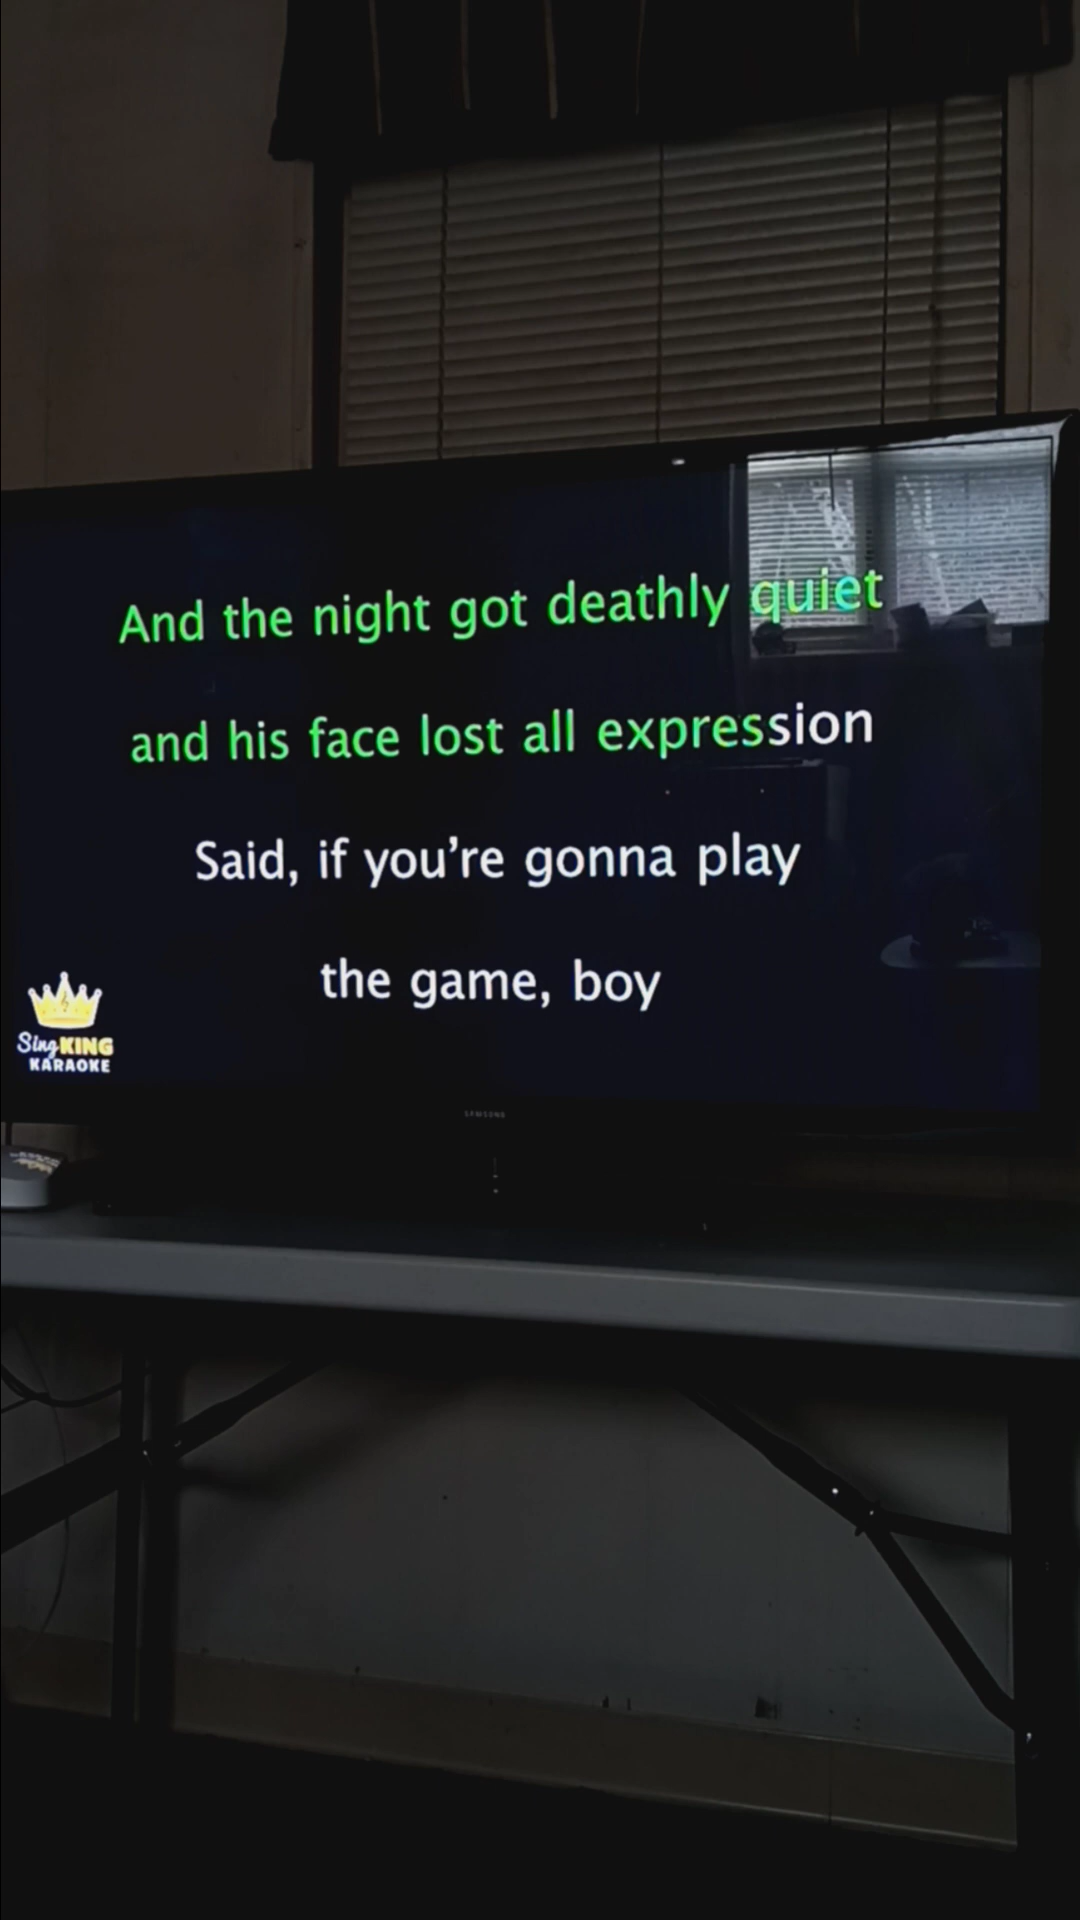 And the night got deathly quiet
and his face lost all expression
Said, if you're gonna play
the game, boy
Sing KING
KARAOKE
SAMSUNG